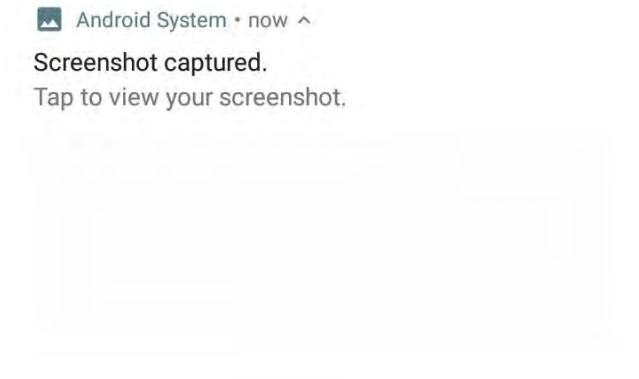 Android System • now
Screenshot captured.
Tap to view your screenshot.